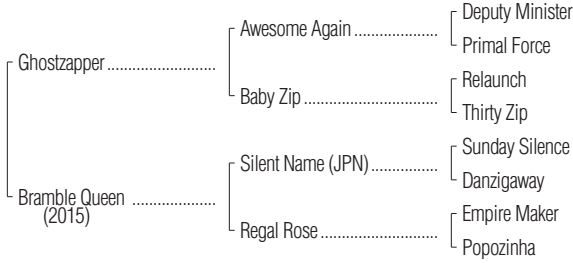 Deputy Minister
Awesome Again
Primal Force
Ghostzapper
Relaunch
Baby Zip
Thirty Zip
Sunday Silence
Silent Name (JPN)
Danzigaway
Bramble Queen
(2015)
Empire Maker
Regal Rose
Popozinha